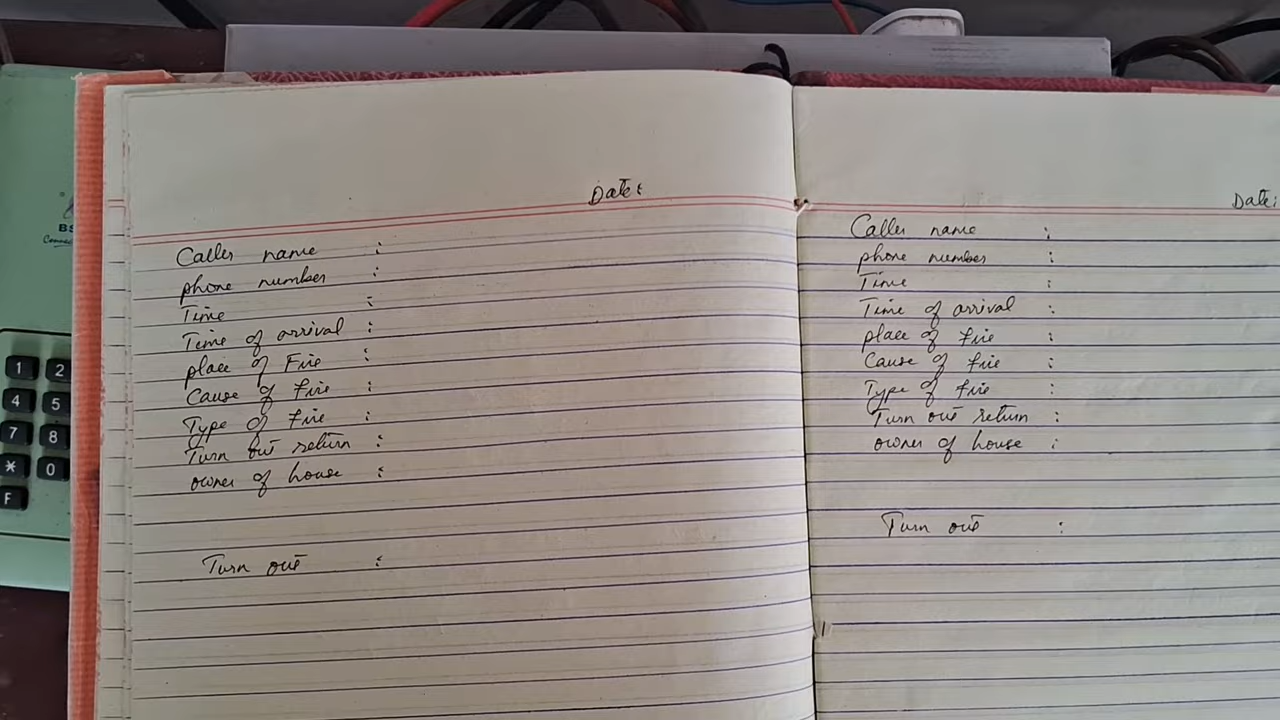 Date:
Caller name :
phone number :
Time :
Time of arrival :
place of Fire :
Cause of fire :
Type of fire :
Turn out return :
owner of house :
Turn out :
Date:
Caller name :
phone number :
Time :
Time of arrival :
place of fire :
Cause of fire :
Type of fire :
Turn out return :
owner of house :
Turn out :
BS
1 2
4 5
7 8
* 0
F